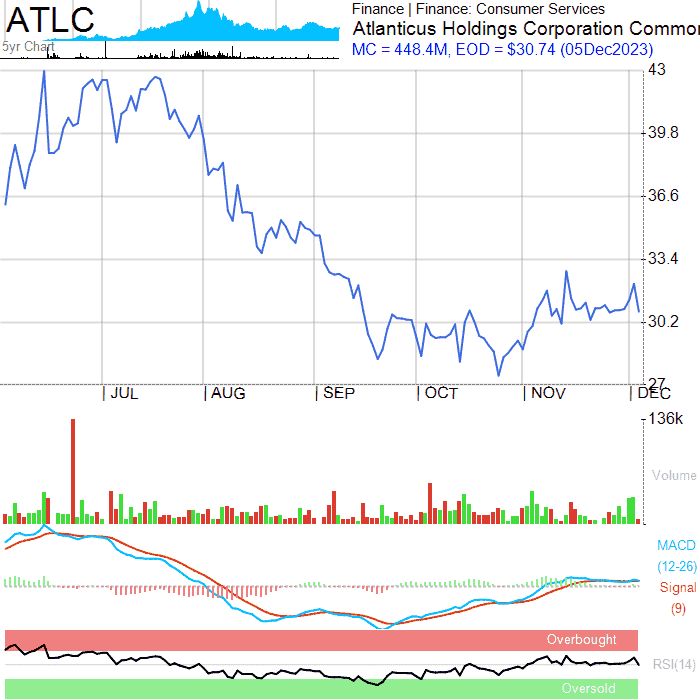 ATLC
5yr Chart
Finance | Finance: Consumer Services
Atlanticus Holdings Corporation Common
MC = 448.4M, EOD = $30.74 (05Dec2023)
43
39.8
36.6
33.4
30.2
27
JUL AUG SEP OCT NOV DEC
136k
Volume
MACD
(12-26)
Signal
(9)
Overbought
RSI(14)
Oversold